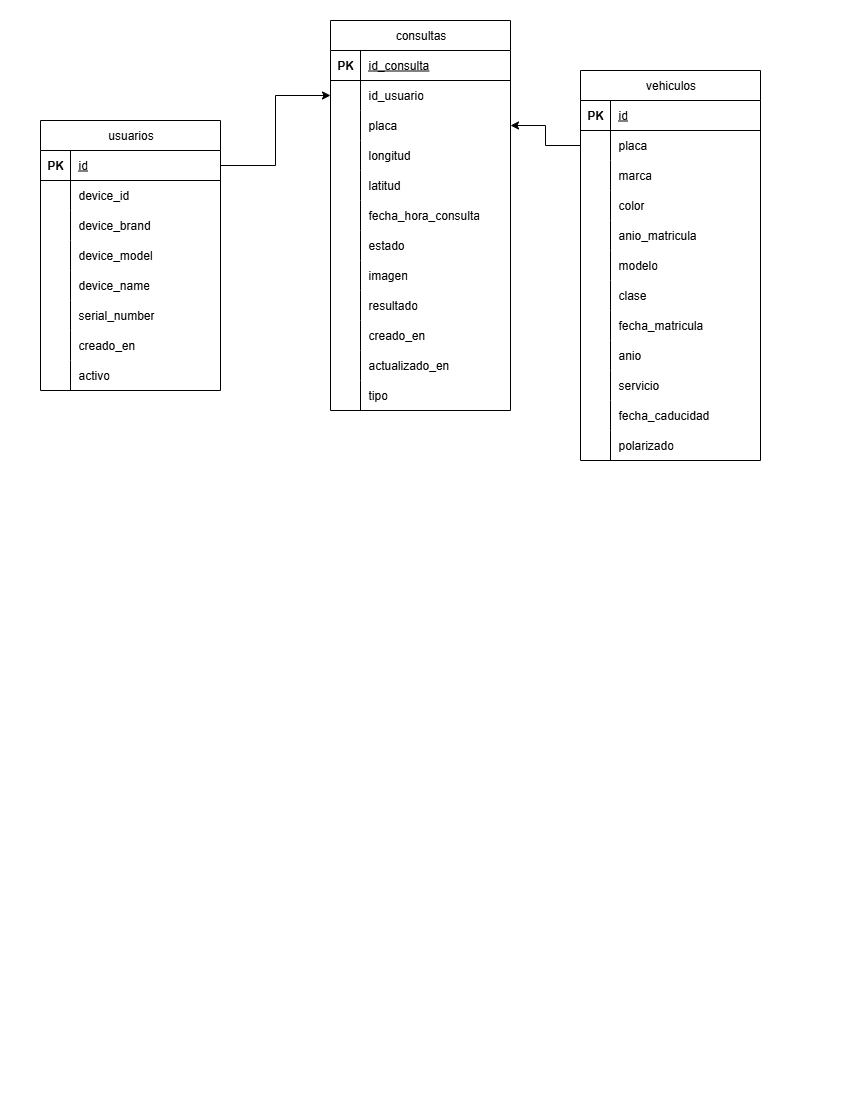 usuarios
PK id
device_id
device_brand
device_model
device_name
serial_number
creado_en
activo
consultas
PK id_consulta
id_usuario
placa
longitud
latitud
fecha_hora_consulta
estado
imagen
resultado
creado_en
actualizado_en
tipo
vehiculos
PK id
placa
marca
color
anio_matricula
modelo
clase
fecha_matricula
anio
servicio
fecha_caducidad
polarizado